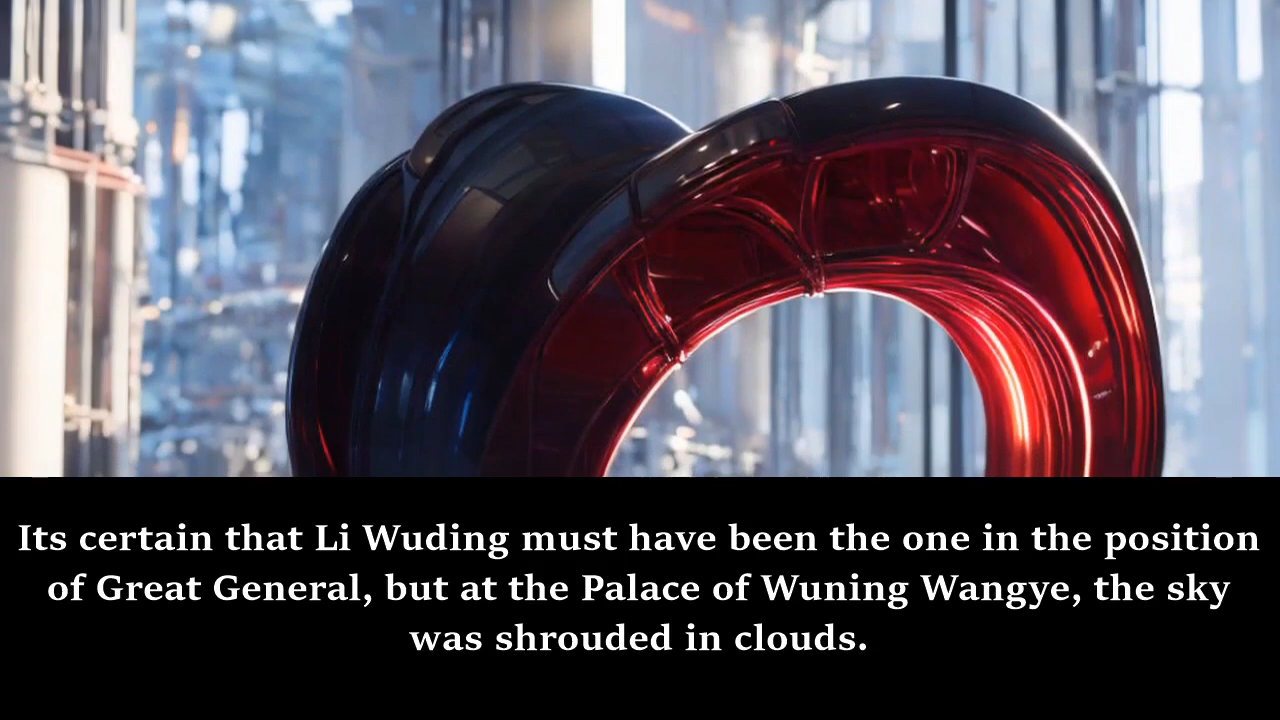 Its certain that Li Wuding must have been the one in the position
of Great General, but at the Palace of Wuning Wangye, the sky
was shrouded in clouds.